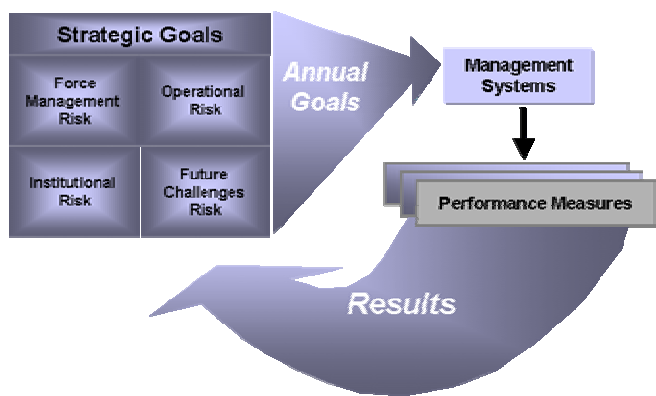 Strategic Goals
Force
Management
Risk
Operational
Risk
Institutional
Risk
Future
Challenges
Risk
Annual
Goals
Management
Systems
Performance Measures
Results